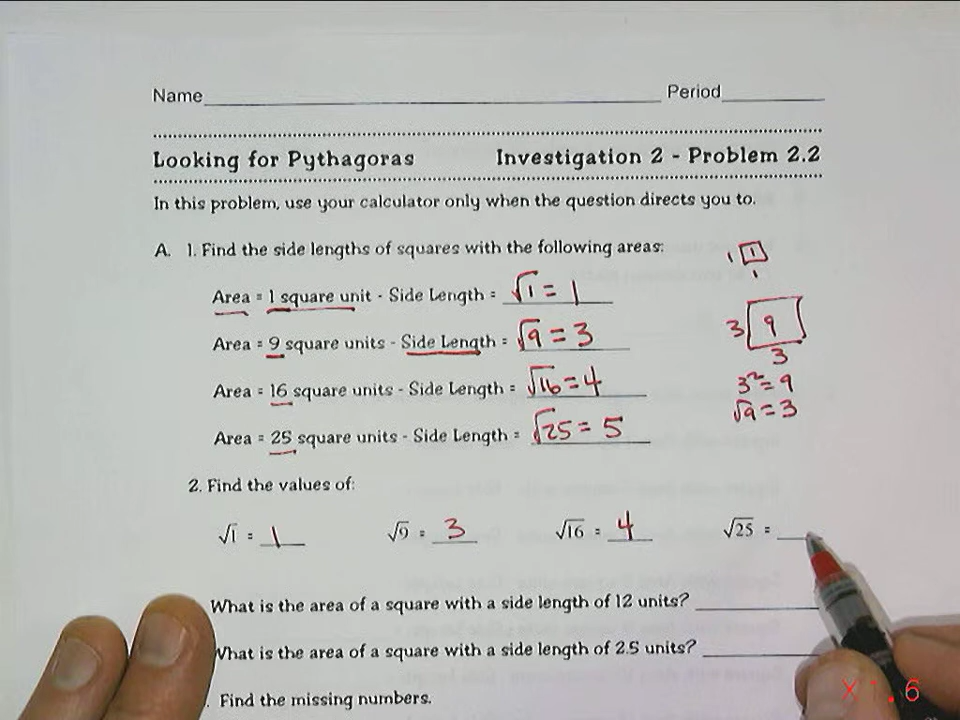 Name Period
Looking for Pythagoras Investigation 2 - Problem 2.2
In this problem, use your calculator only when the question directs you to.
A. 1. Find the side lengths of squares with the following areas:
1 1
1
Area = 1 square unit - Side Length = √1 = 1
Area = 9 square units - Side Length = √9 = 3
3 9
3
Area = 16 square units - Side Length = √16 = 4
3² = 9
√9 = 3
Area = 25 square units - Side Length = √25 = 5
2. Find the values of:
√1 = 1 √9 = 3 √16 = 4 √25 =
What is the area of a square with a side length of 12 units?
What is the area of a square with a side length of 2.5 units?
. Find the missing numbers.
X1.6